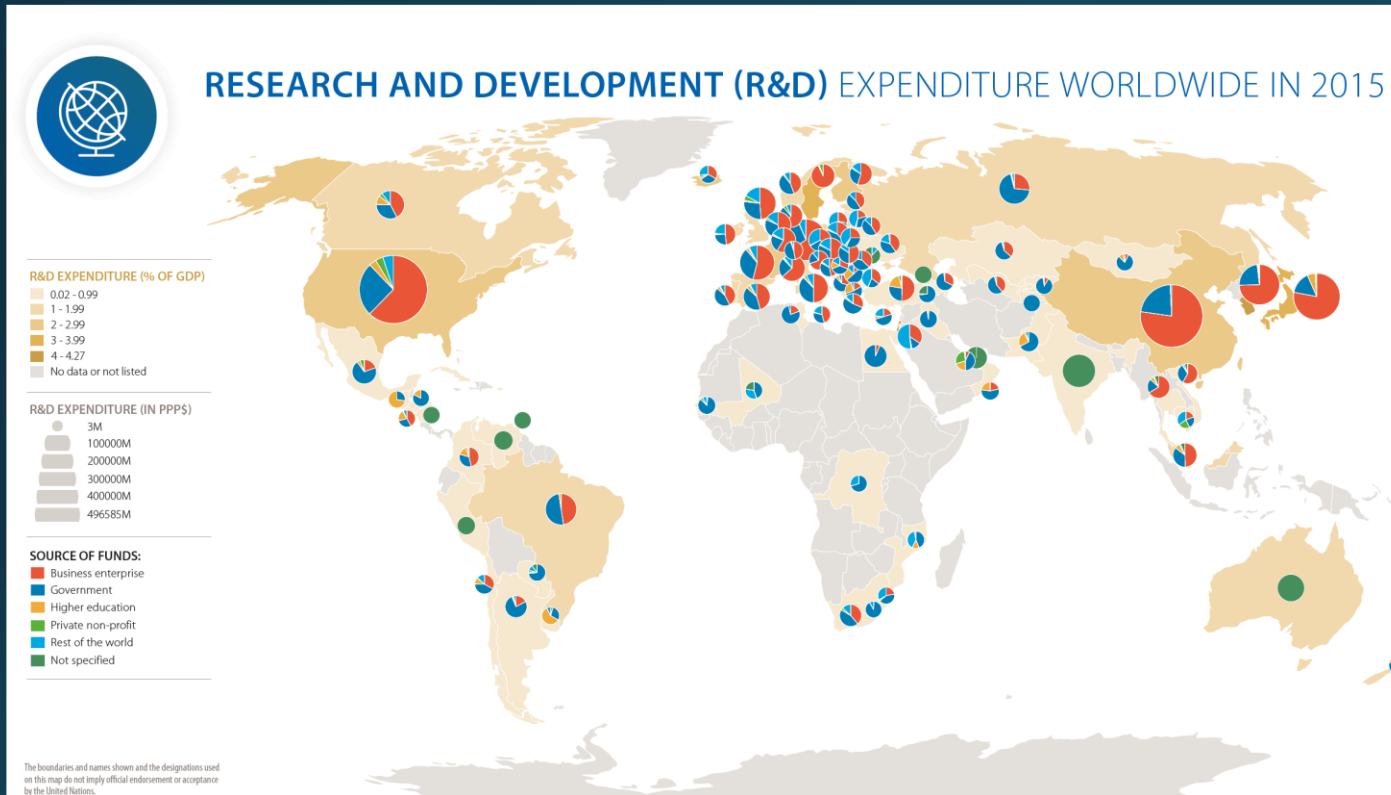 RESEARCH AND DEVELOPMENT (R&D) EXPENDITURE WORLDWIDE IN 2015
R&D EXPENDITURE (% OF GDP)
0.02 - 0.99
1 - 1.99
2 - 2.99
3 - 3.99
4 - 4.27
No data or not listed
R&D EXPENDITURE (IN PPP$)
3M
100000M
200000M
300000M
400000M
496585M
SOURCE OF FUNDS:
Business enterprise
Government
Higher education
Private non-profit
Rest of the world
Not specified
The boundaries and names shown and the designations used
on this map do not imply official endorsement or acceptance
by the United Nations.